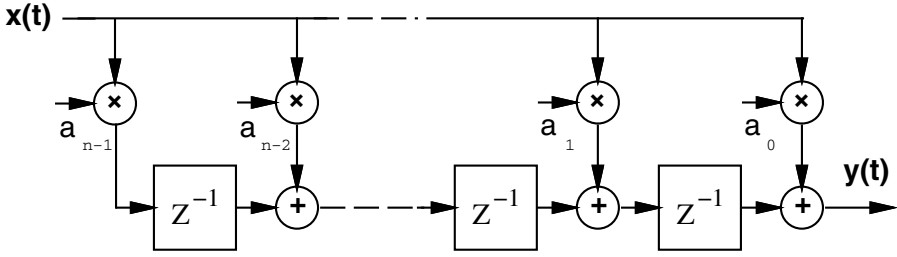 x(t)
× × × ×
a n-1 a n-2 a 1 a 0
y(t)
Z⁻¹ + Z⁻¹ + Z⁻¹ +